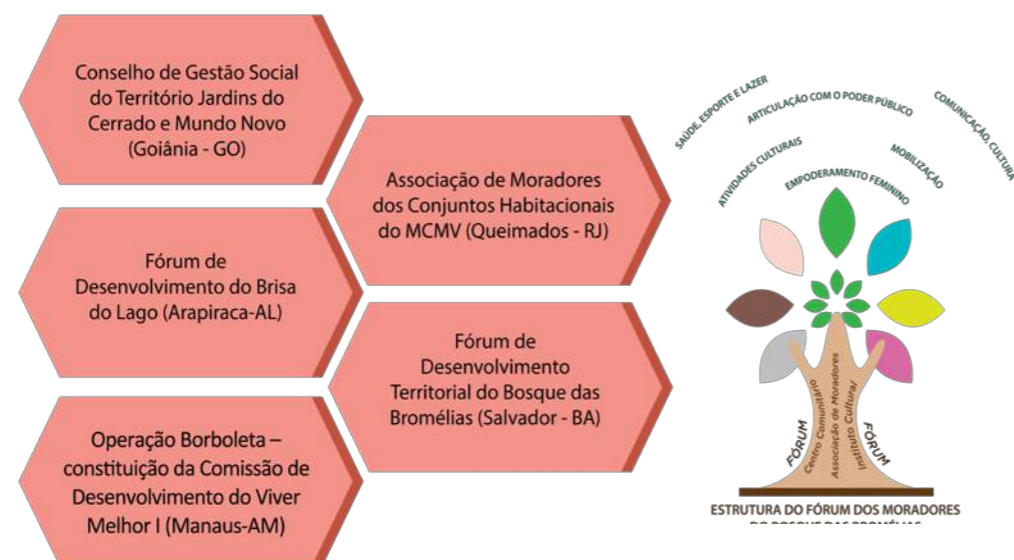 Conselho de Gestão Social
do Território Jardins do
Cerrado e Mundo Novo
(Goiânia - GO)
Associação de Moradores
dos Conjuntos Habitacionais
do MCMV (Queimados - RJ)
Fórum de
Desenvolvimento do Brisa
do Lago (Arapiraca-AL)
Fórum de
Desenvolvimento
Territorial do Bosque das
Bromélias (Salvador - BA)
Operação Borboleta –
constituição da Comissão de
Desenvolvimento do Viver
Melhor I (Manaus-AM)
SAÚDE, ESPORTE E LAZER
ARTICULAÇÃO COM O PODER PÚBLICO
COMUNICAÇÃO, CULTURA
ATIVIDADES CULTURAIS
EMPODERAMENTO FEMININO
MOBILIZAÇÃO
FÓRUM
Centro Comunitário
Associação de Moradores
Instituto Cultural
FÓRUM
ESTRUTURA DO FÓRUM DOS MORADORES
DO BOSQUE DAS BROMÉLIAS